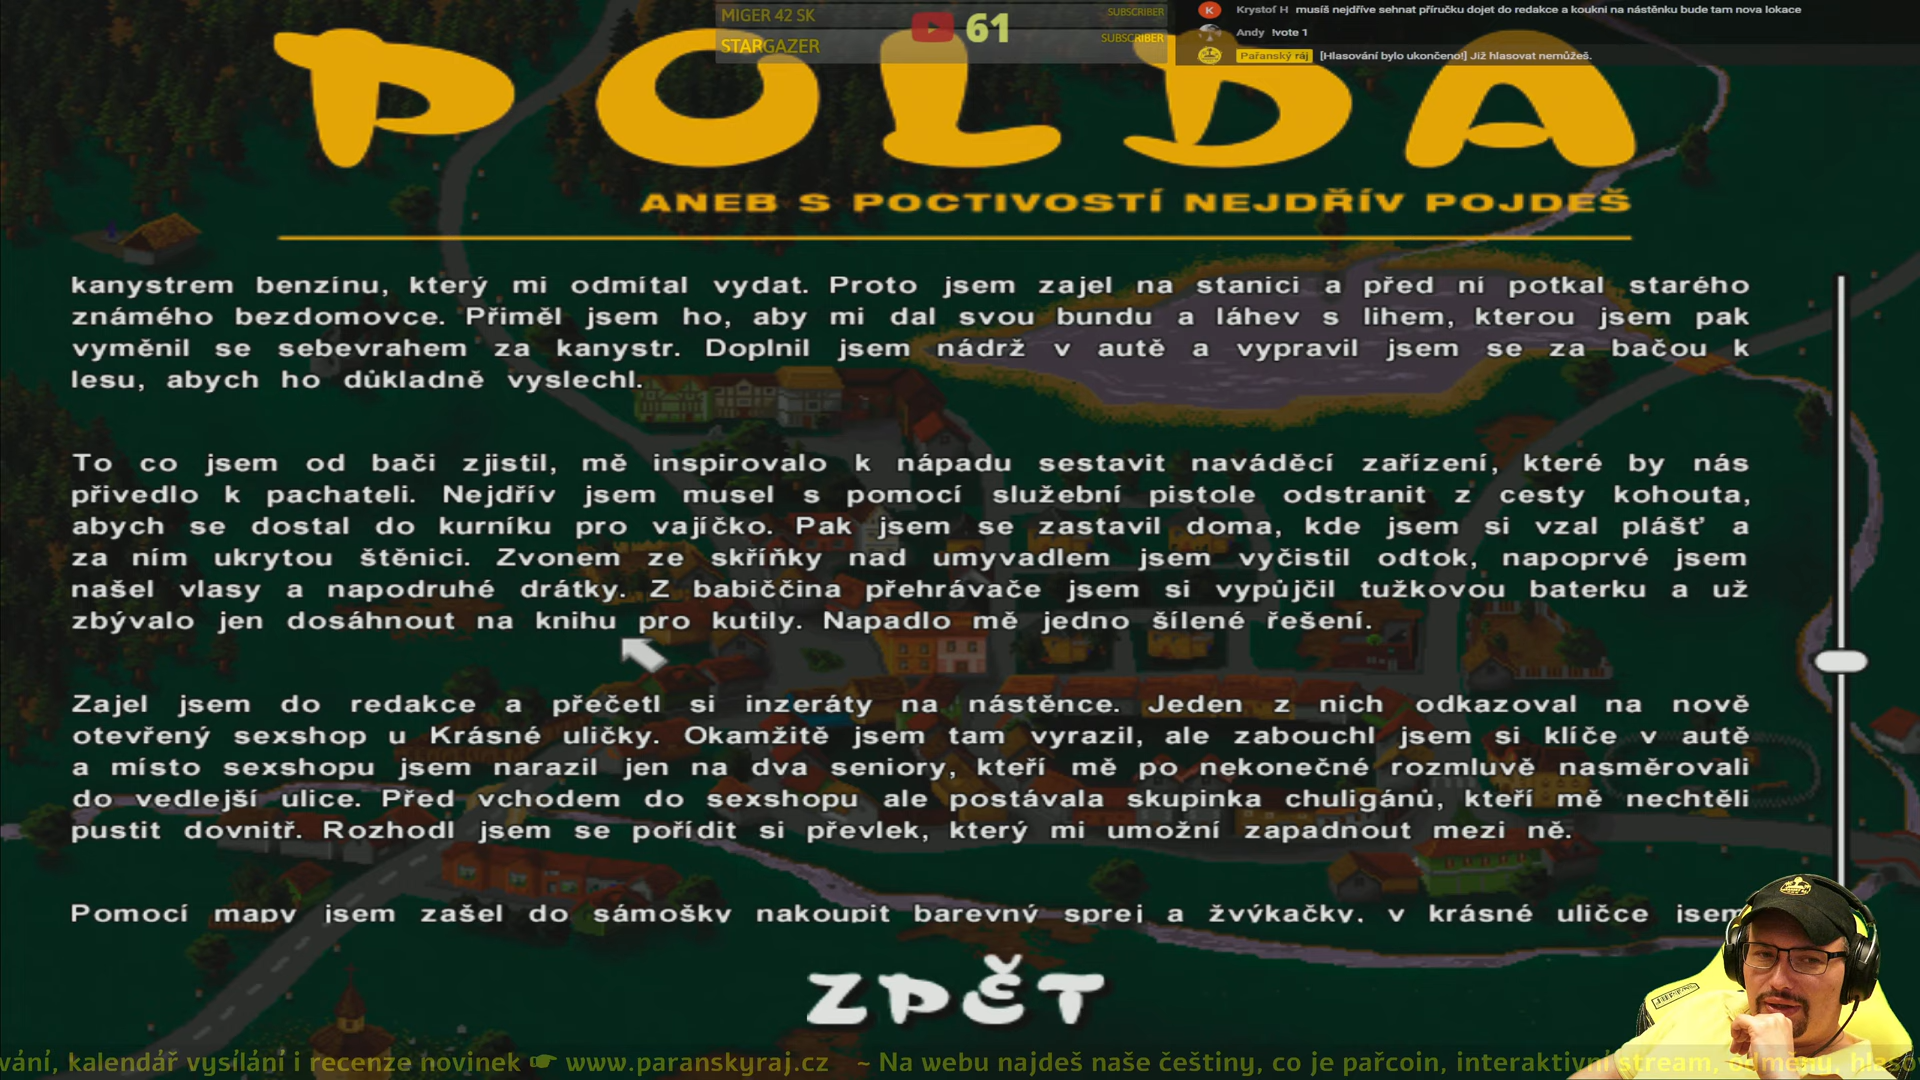 MIGER 42 SK SUBSCRIBER
STARGAZER SUBSCRIBER
61
Krystof H musíš nejdříve sehnat příručku dojet do redakce a koukni na nástěnku bude tam nova lokace
Andy !vote 1
Pařanský ráj [Hlasování bylo ukončeno!] Již hlasovat nemůžeš.
POLDA
ANEB S POCTIVOSTÍ NEJDŘÍV POJDEŠ
kanystrem benzínu, který mi odmítal vydat. Proto jsem zajel na stanici a před ní potkal starého
známého bezdomovce. Přiměl jsem ho, aby mi dal svou bundu a láhev s lihem, kterou jsem pak
vyměnil se sebevrahem za kanystr. Doplnil jsem nádrž v autě a vypravil jsem se za bačou k
lesu, abych ho důkladně vyslechl.
To co jsem od bači zjistil, mě inspirovalo k nápadu sestavit naváděcí zařízení, které by nás
přivedlo k pachateli. Nejdřív jsem musel s pomocí služební pistole odstranit z cesty kohouta,
abych se dostal do kurníku pro vajíčko. Pak jsem se zastavil doma, kde jsem si vzal plášť a
za ním ukrytou štěnici. Zvonem ze skříňky nad umyvadlem jsem vyčistil odtok, napoprvé jsem
našel vlasy a napodruhé drátky. Z babiččina přehrávače jsem si vypůjčil tužkovou baterku a už
zbývalo jen dosáhnout na knihu pro kutily. Napadlo mě jedno šílené řešení.
Zajel jsem do redakce a přečetl si inzeráty na nástěnce. Jeden z nich odkazoval na nově
otevřený sexshop u Krásné uličky. Okamžitě jsem tam vyrazil, ale zabouchl jsem si klíče v autě
a místo sexshopu jsem narazil jen na dva seniory, kteří mě po nekonečné rozmluvě nasměrovali
do vedlejší ulice. Před vchodem do sexshopu ale postávala skupinka chuligánů, kteří mě nechtěli
pustit dovnitř. Rozhodl jsem se pořídit si převlek, který mi umožní zapadnout mezi ně.
Pomocí mapy jsem zašel do sámošky nakoupit barevný sprej a žvýkačky, v krásné uličce jsem
ZPĚT
vání, kalendář vysílání i recenze novinek www.paranskyraj.cz ~ Na webu najdeš naše češtiny, co je pařcoin, interaktivní stream, odměnu, hlaso